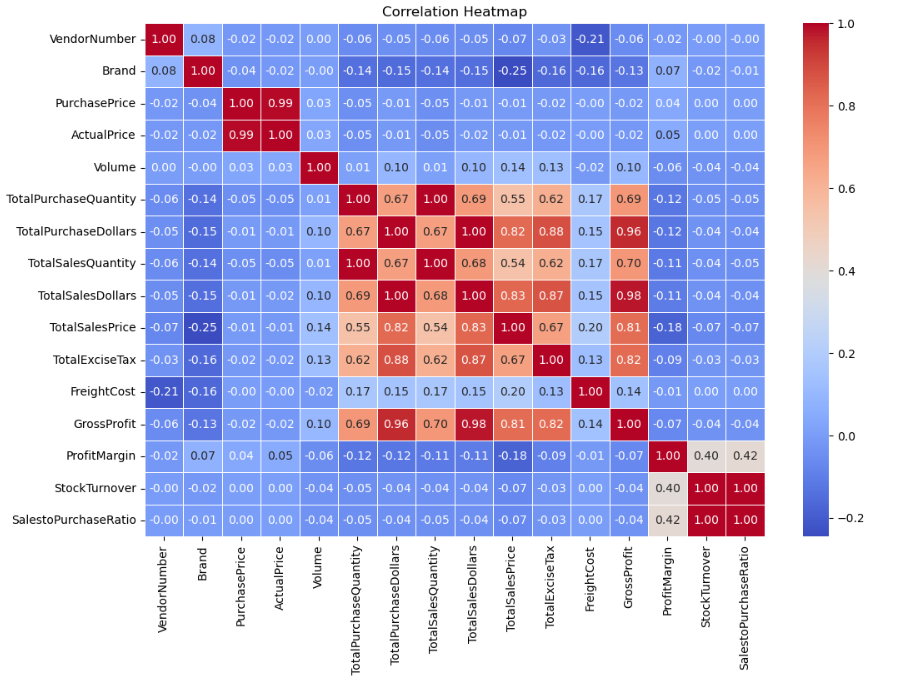 Correlation Heatmap
VendorNumber 1.00 0.08 -0.02 -0.02 0.00 -0.06 -0.05 -0.06 -0.05 -0.07 -0.03 -0.21 -0.06 -0.02 -0.00 -0.00
Brand 0.08 1.00 -0.04 -0.02 -0.00 -0.14 -0.15 -0.14 -0.15 -0.25 -0.16 -0.16 -0.13 0.07 -0.02 -0.01
PurchasePrice -0.02 -0.04 1.00 0.99 0.03 -0.05 -0.01 -0.05 -0.01 -0.01 -0.02 -0.00 -0.02 0.04 0.00 0.00
ActualPrice -0.02 -0.02 0.99 1.00 0.03 -0.05 -0.01 -0.05 -0.02 -0.01 -0.02 -0.00 -0.02 0.05 0.00 0.00
Volume 0.00 -0.00 0.03 0.03 1.00 0.01 0.10 0.01 0.10 0.14 0.13 -0.02 0.10 -0.06 -0.04 -0.04
TotalPurchaseQuantity -0.06 -0.14 -0.05 -0.05 0.01 1.00 0.67 1.00 0.69 0.55 0.62 0.17 0.69 -0.12 -0.05 -0.05
TotalPurchaseDollars -0.05 -0.15 -0.01 -0.01 0.10 0.67 1.00 0.67 1.00 0.82 0.88 0.15 0.96 -0.12 -0.04 -0.04
TotalSalesQuantity -0.06 -0.14 -0.05 -0.05 0.01 1.00 0.67 1.00 0.68 0.54 0.62 0.17 0.70 -0.11 -0.04 -0.05
TotalSalesDollars -0.05 -0.15 -0.01 -0.02 0.10 0.69 1.00 0.68 1.00 0.83 0.87 0.15 0.98 -0.11 -0.04 -0.04
TotalSalesPrice -0.07 -0.25 -0.01 -0.01 0.14 0.55 0.82 0.54 0.83 1.00 0.67 0.20 0.81 -0.18 -0.07 -0.07
TotalExciseTax -0.03 -0.16 -0.02 -0.02 0.13 0.62 0.88 0.62 0.87 0.67 1.00 0.13 0.82 -0.09 -0.03 -0.03
FreightCost -0.21 -0.16 -0.00 -0.00 -0.02 0.17 0.15 0.17 0.15 0.20 0.13 1.00 0.14 -0.01 0.00 0.00
GrossProfit -0.06 -0.13 -0.02 -0.02 0.10 0.69 0.96 0.70 0.98 0.81 0.82 0.14 1.00 -0.07 -0.04 -0.04
ProfitMargin -0.02 0.07 0.04 0.05 -0.06 -0.12 -0.12 -0.11 -0.11 -0.18 -0.09 -0.01 -0.07 1.00 0.40 0.42
StockTurnover -0.00 -0.02 0.00 0.00 -0.04 -0.05 -0.04 -0.04 -0.04 -0.07 -0.03 0.00 -0.04 0.40 1.00 1.00
SalestoPurchaseRatio -0.00 -0.01 0.00 0.00 -0.04 -0.05 -0.04 -0.05 -0.04 -0.07 -0.03 0.00 -0.04 0.42 1.00 1.00
VendorNumber
Brand
PurchasePrice
ActualPrice
Volume
TotalPurchaseQuantity
TotalPurchaseDollars
TotalSalesQuantity
TotalSalesDollars
TotalSalesPrice
TotalExciseTax
FreightCost
GrossProfit
ProfitMargin
StockTurnover
SalestoPurchaseRatio
1.0
0.8
0.6
0.4
0.2
0.0
−0.2